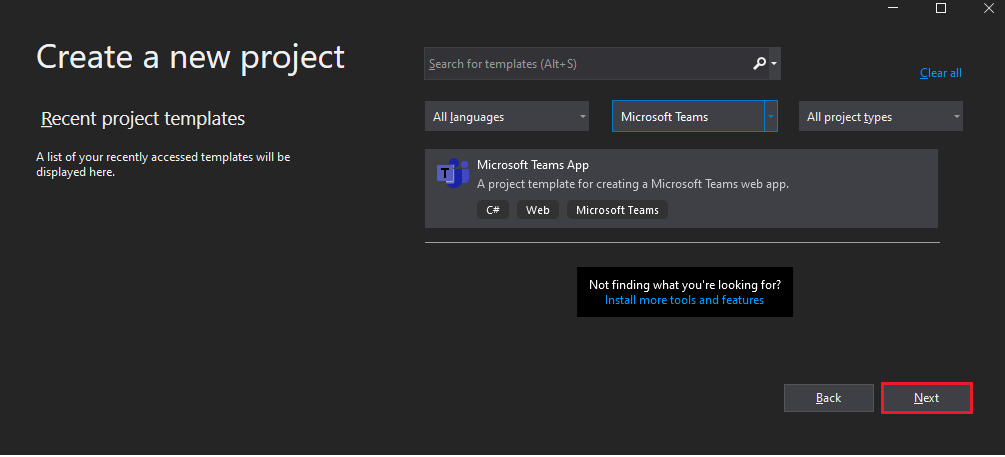 Create a new project
Search for templates (Alt+S)
Clear all
Recent project templates
All languages
Microsoft Teams
All project types
A list of your recently accessed templates will be
displayed here.
Microsoft Teams App
A project template for creating a Microsoft Teams web app.
C#
Web
Microsoft Teams
Not finding what you're looking for?
Install more tools and features
Back
Next